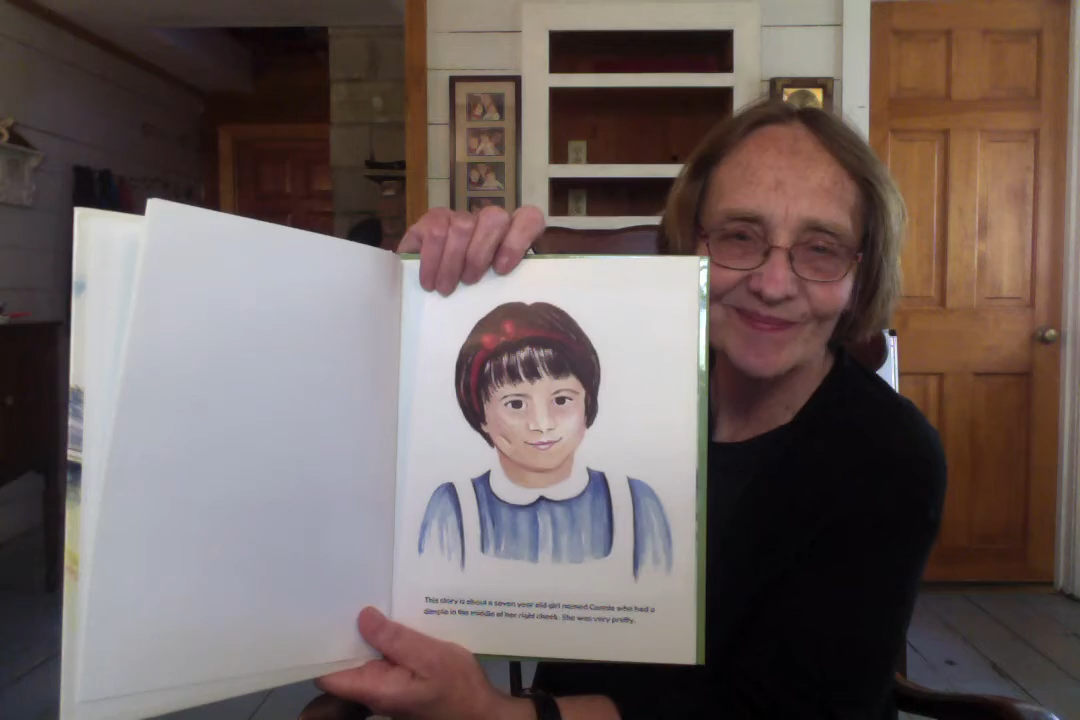 This story is about a seven year old girl named Connie who had a
dimple in the middle of her right cheek. She was very pretty.